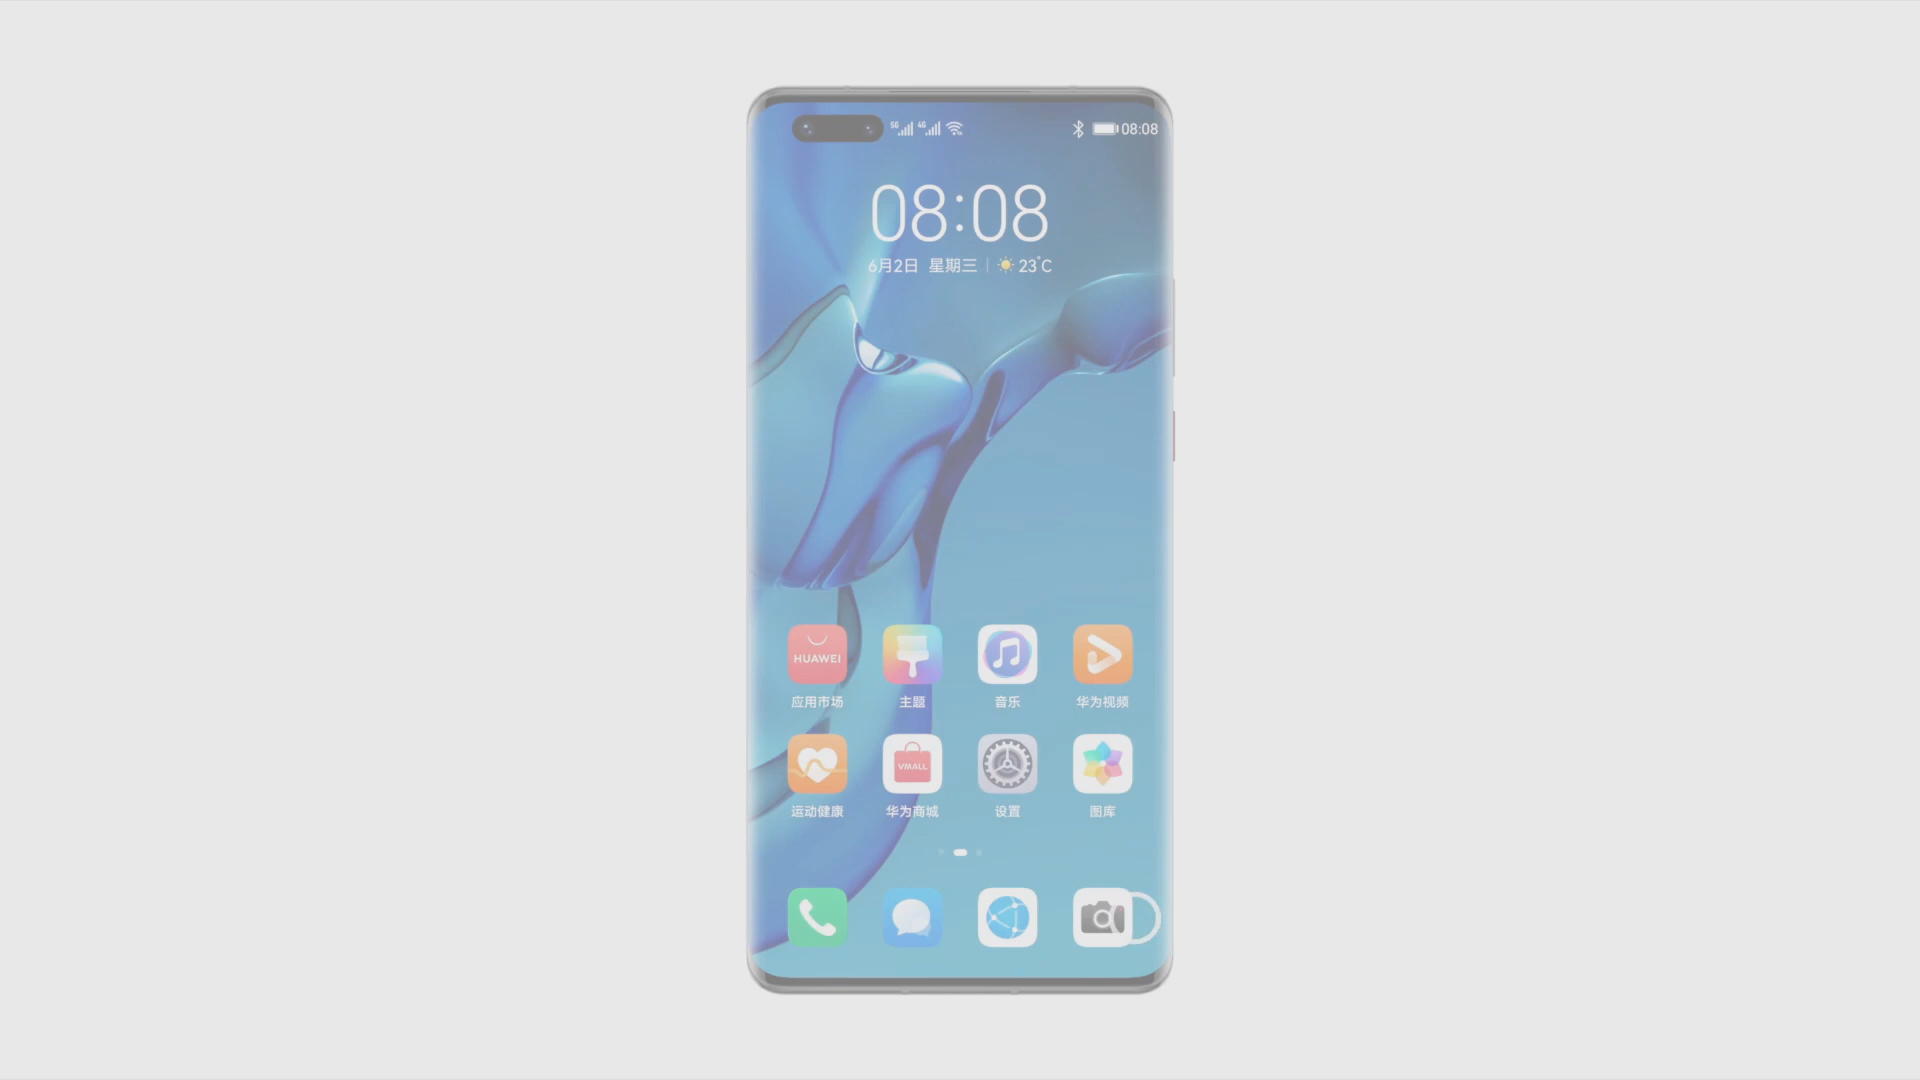 5G 4G 08:08
08:08
6月2日 星期三 23°C
HUAWEI
应用市场 主题 音乐 华为视频
VMALL
运动健康 华为商城 设置 图库